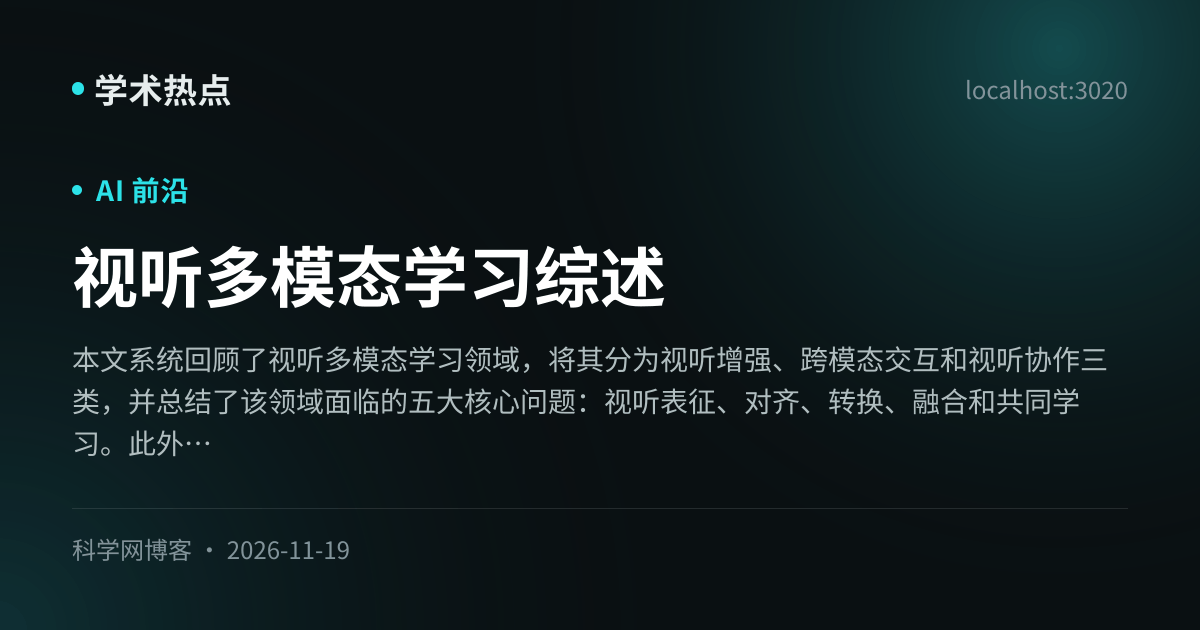 学术热点
localhost:3020
AI 前沿
视听多模态学习综述
本文系统回顾了视听多模态学习领域，将其分为视听增强、跨模态交互和视听协作三
类，并总结了该领域面临的五大核心问题：视听表征、对齐、转换、融合和共同学
习。此外…
科学网博客 · 2026-11-19